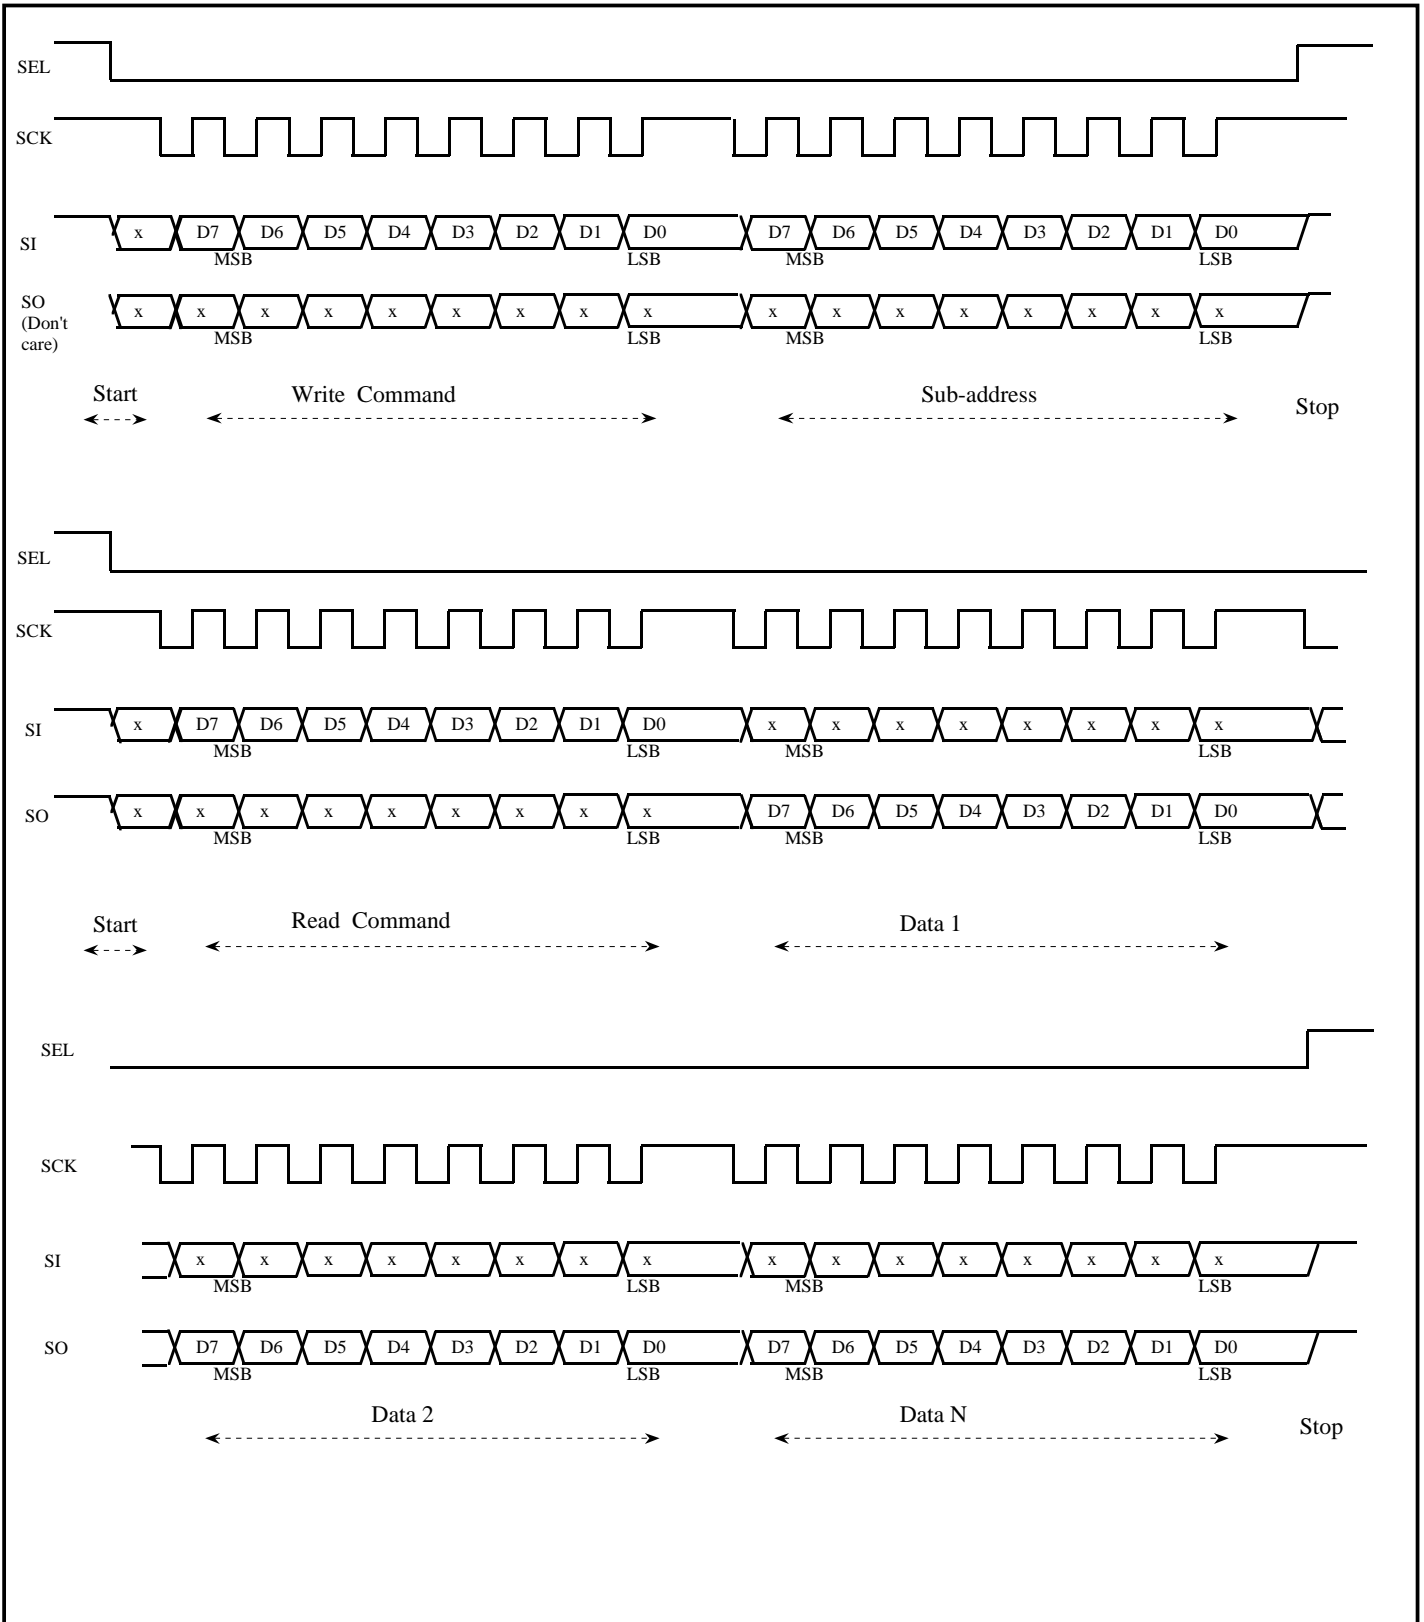 SEL
SCK
SI x D7 D6 D5 D4 D3 D2 D1 D0 D7 D6 D5 D4 D3 D2 D1 D0
MSB LSB MSB LSB
SO
(Don't
care)
x x x x x x x x x x x x x x x x x
MSB LSB MSB LSB
Start Write Command Sub-address Stop
SEL
SCK
SI x D7 D6 D5 D4 D3 D2 D1 D0 x x x x x x x x
MSB LSB MSB LSB
SO x x x x x x x x x D7 D6 D5 D4 D3 D2 D1 D0
MSB LSB MSB LSB
Start Read Command Data 1
SEL
SCK
SI x x x x x x x x x x x x x x x x
MSB LSB MSB LSB
SO D7 D6 D5 D4 D3 D2 D1 D0 D7 D6 D5 D4 D3 D2 D1 D0
MSB LSB MSB LSB
Data 2 Data N Stop